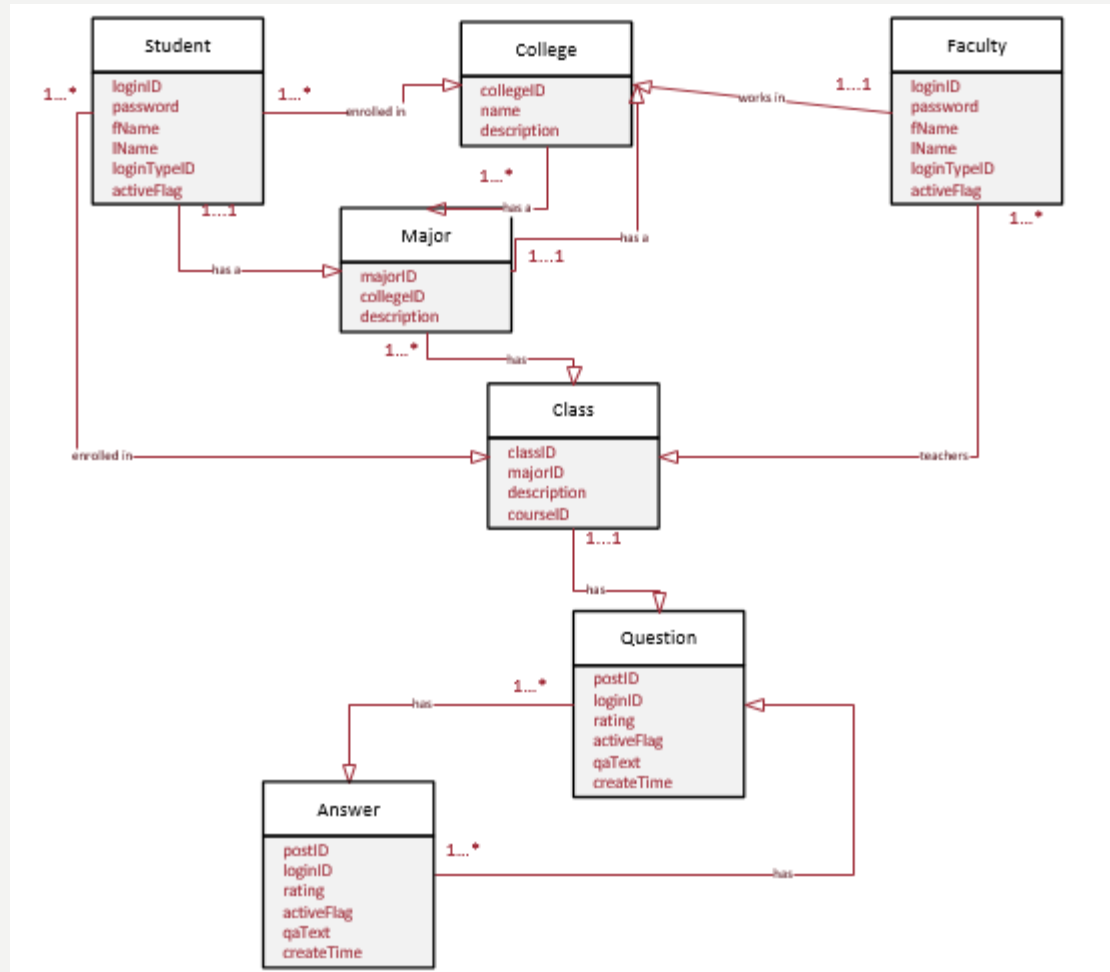 Student
loginID
password
fName
lName
loginTypeID
activeFlag
College
collegeID
name
description
Faculty
loginID
password
fName
lName
loginTypeID
activeFlag
1...*
1...*
enrolled in
works in
1...1
1...*
has a
1...1
1...*
has a
Major
majorID
collegeID
description
has a
1...1
1...*
has
Class
classID
majorID
description
courseID
enrolled in
teachers
1...1
has
Question
postID
loginID
rating
activeFlag
qaText
createTime
1...*
has
Answer
postID
loginID
rating
activeFlag
qaText
createTime
1...*
has